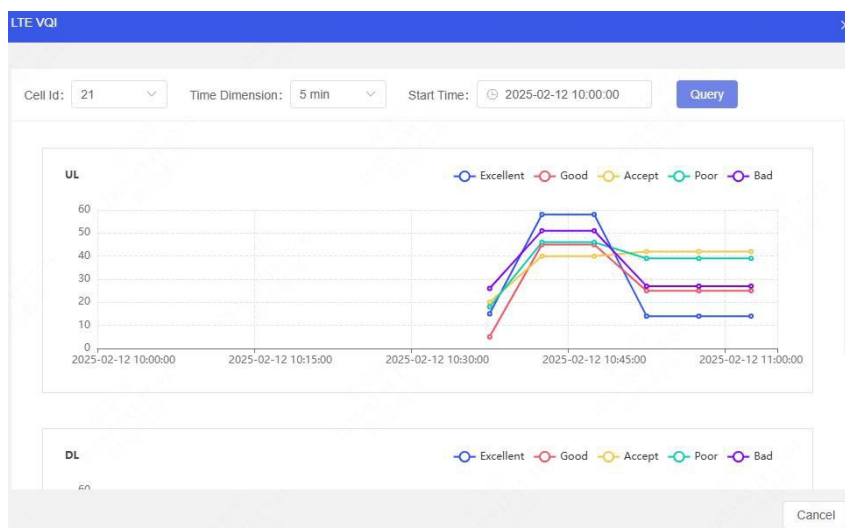 LTE VQI
Cell Id: 21 Time Dimension: 5 min Start Time: 2025-02-12 10:00:00 Query
UL Excellent Good Accept Poor Bad
60
50
40
30
20
10
0
2025-02-12 10:00:00 2025-02-12 10:15:00 2025-02-12 10:30:00 2025-02-12 10:45:00 2025-02-12 11:00:00
DL Excellent Good Accept Poor Bad
60
Cancel